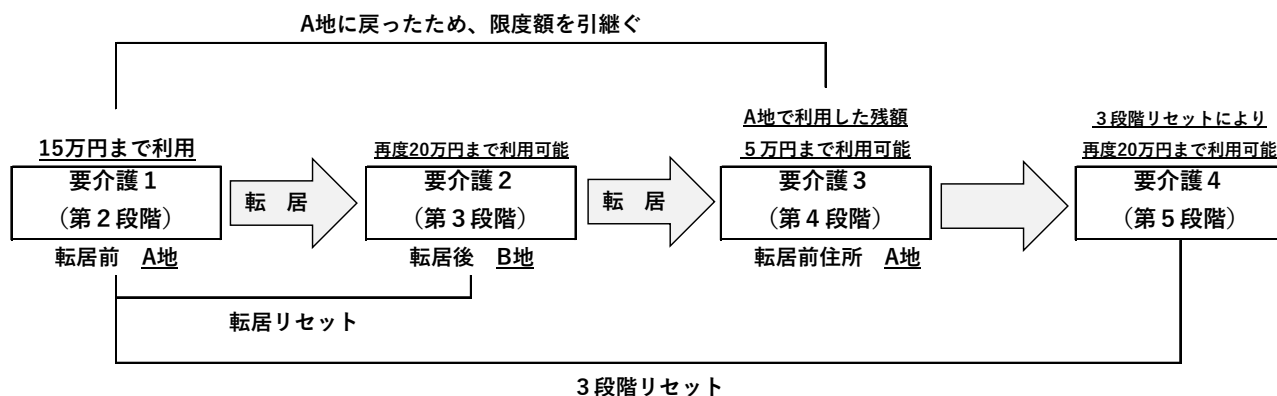 A地に戻ったため、限度額を引継ぐ
15万円まで利用
要介護１
（第２段階）
転居前　A地
転　居
再度20万円まで利用可能
要介護２
（第３段階）
転居後　B地
転　居
A地で利用した残額
５万円まで利用可能
要介護３
（第４段階）
転居前住所　A地
３段階リセットにより
再度20万円まで利用可能
要介護４
（第５段階）
転居リセット
３段階リセット